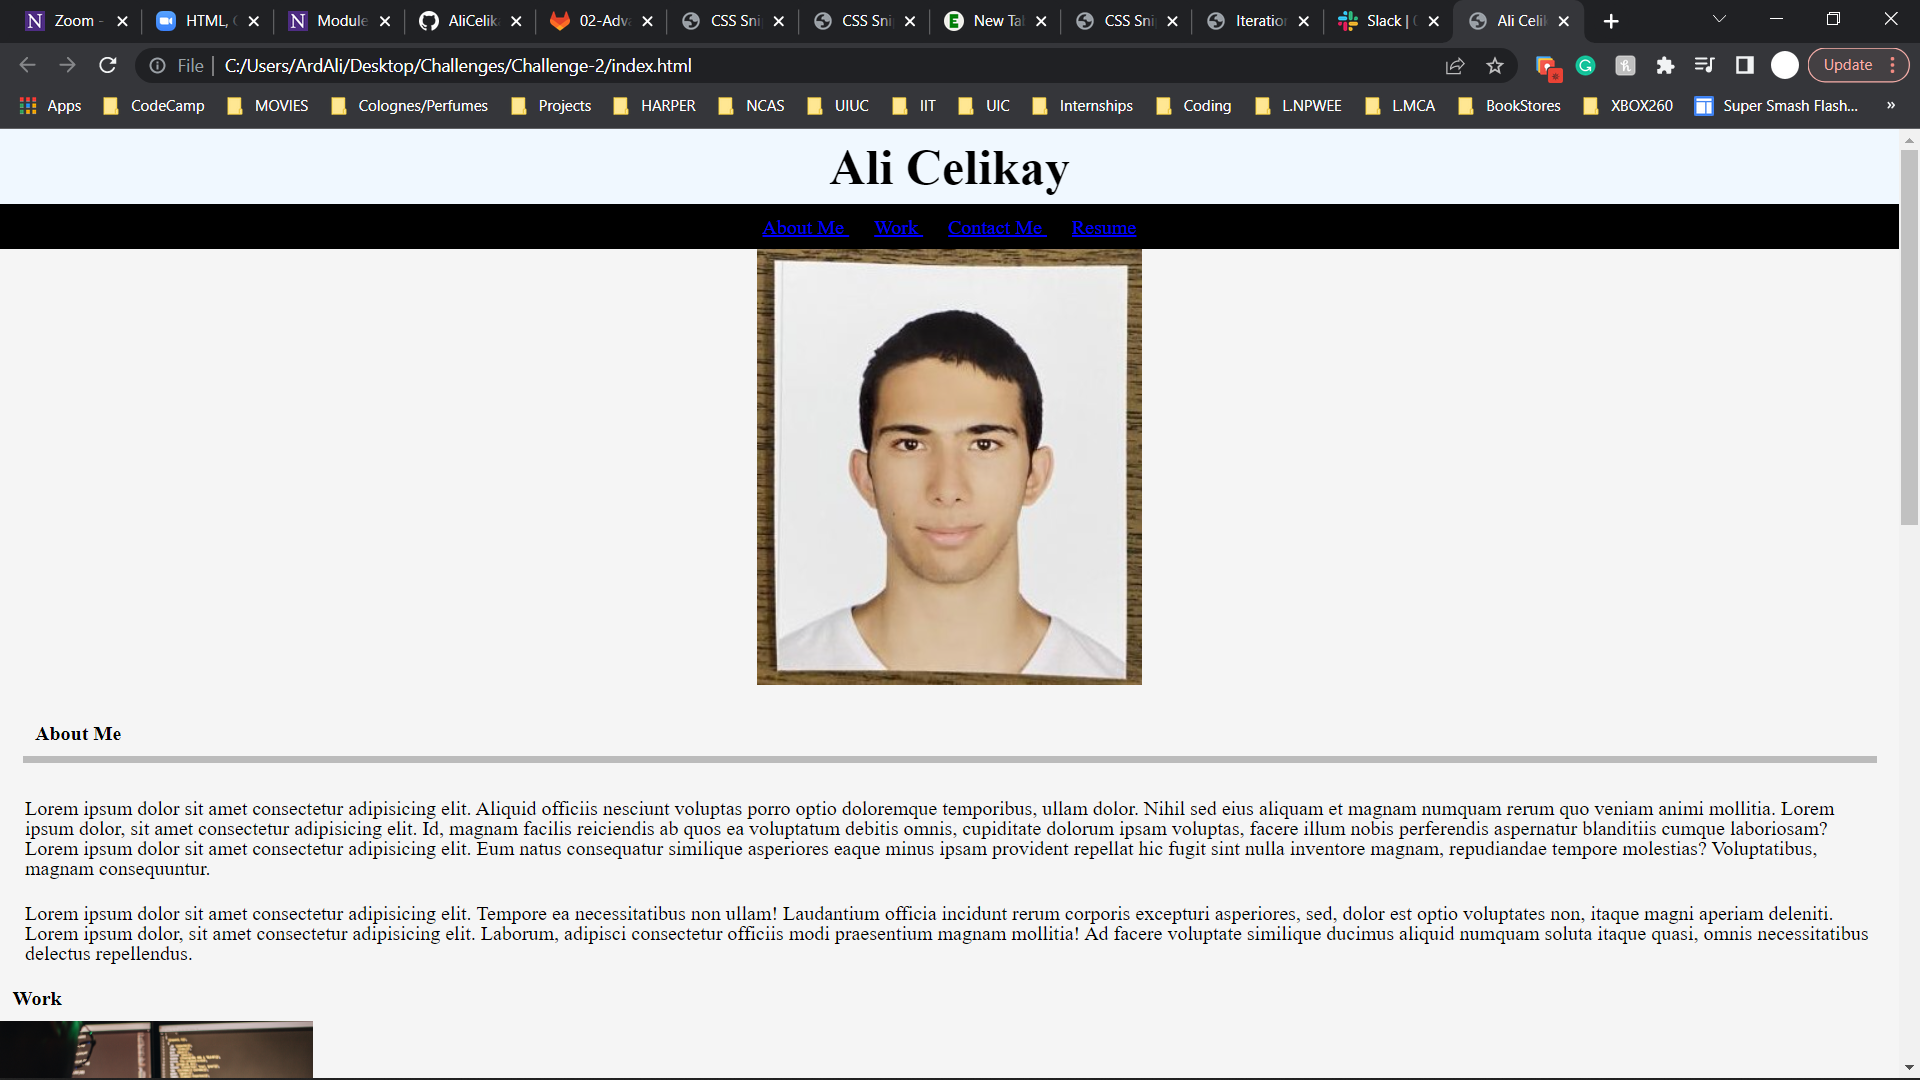 Zoom -
HTML, C
Module
AliCelik
02-Adv
CSS Sni
CSS Sni
New Tab
CSS Sni
Iteration
Slack |
Ali Celik
File
C:/Users/ArdAli/Desktop/Challenges/Challenge-2/index.html
Update
Apps
CodeCamp
MOVIES
Colognes/Perfumes
Projects
HARPER
NCAS
UIUC
IIT
UIC
Internships
Coding
L.NPWEE
L.MCA
BookStores
XBOX260
Super Smash Flash...
»
Ali Celikay
About Me Work Contact Me Resume
About Me
Lorem ipsum dolor sit amet consectetur adipisicing elit. Aliquid officiis nesciunt voluptas porro optio doloremque temporibus, ullam dolor. Nihil sed eius aliquam et magnam numquam rerum quo veniam animi mollitia. Lorem
ipsum dolor, sit amet consectetur adipisicing elit. Id, magnam facilis reiciendis ab quos ea voluptatum debitis omnis, cupiditate dolorum ipsam voluptas, facere illum nobis perferendis aspernatur blanditiis cumque laboriosam?
Lorem ipsum dolor sit amet consectetur adipisicing elit. Eum natus consequatur similique asperiores eaque minus ipsam provident repellat hic fugit sint nulla inventore magnam, repudiandae tempore molestias? Voluptatibus,
magnam consequuntur.
Lorem ipsum dolor sit amet consectetur adipisicing elit. Tempore ea necessitatibus non ullam! Laudantium officia incidunt rerum corporis excepturi asperiores, sed, dolor est optio voluptates non, itaque magni aperiam deleniti.
Lorem ipsum dolor, sit amet consectetur adipisicing elit. Laborum, adipisci consectetur officiis modi praesentium magnam mollitia! Ad facere voluptate similique ducimus aliquid numquam soluta itaque quasi, omnis necessitatibus
delectus repellendus.
Work